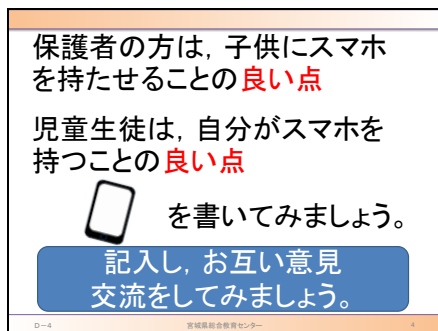 保護者の方は，子供にスマホ
を持たせることの良い点
児童生徒は，自分がスマホを
持つことの良い点
を書いてみましょう。
記入し，お互い意見
交流をしてみましょう。
D－4
宮城県総合教育センター
4